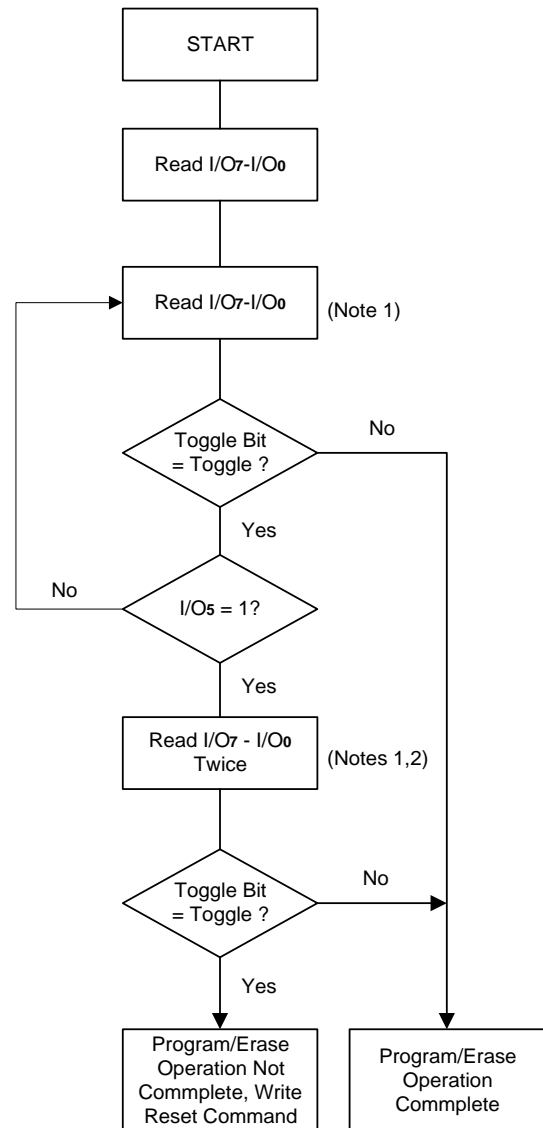 START
Read I/O7-I/O0
Read I/O7-I/O0
(Note 1)
Toggle Bit
= Toggle ?
No
Yes
No
I/O5 = 1?
Yes
Read I/O7 - I/O0
Twice
(Notes 1,2)
Toggle Bit
= Toggle ?
No
Yes
Program/Erase
Operation Not
Commplete, Write
Reset Command
Program/Erase
Operation
Commplete